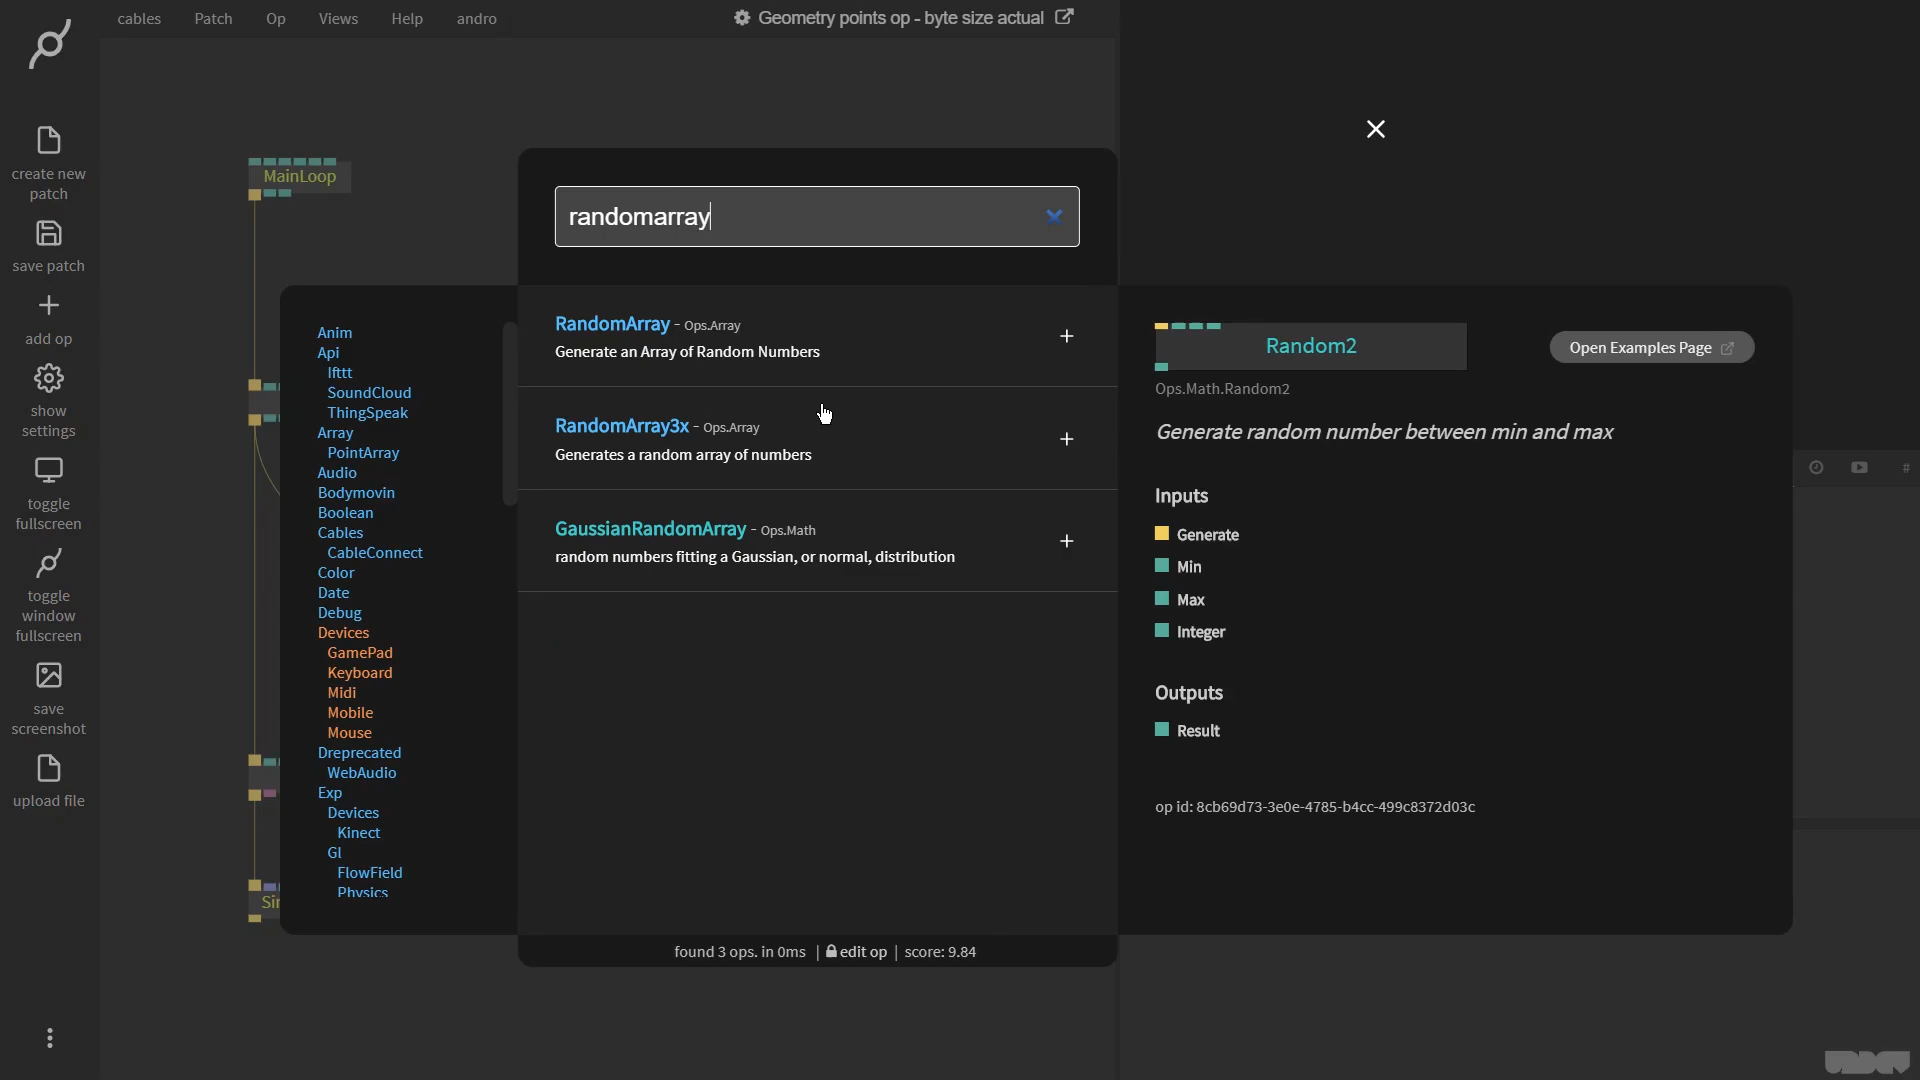 cables Patch Op Views Help andro
Geometry points op - byte size actual
create new
patch
save patch
add op
show
settings
toggle
fullscreen
toggle
window
fullscreen
save
screenshot
upload file
MainLoop
randomarray
Anim
Api
Ifttt
SoundCloud
ThingSpeak
Array
PointArray
Audio
Bodymovin
Boolean
Cables
CableConnect
Color
Date
Debug
Devices
GamePad
Keyboard
Midi
Mobile
Mouse
Dreprecated
WebAudio
Exp
Devices
Kinect
Gl
FlowField
Physics
RandomArray - Ops.Array
Generate an Array of Random Numbers
RandomArray3x - Ops.Array
Generates a random array of numbers
GaussianRandomArray - Ops.Math
random numbers fitting a Gaussian, or normal, distribution
found 3 ops. in 0ms | edit op | score: 9.84
Random2
Open Examples Page
Ops.Math.Random2
Generate random number between min and max
Inputs
Generate
Min
Max
Integer
Outputs
Result
op id: 8cb69d73-3e0e-4785-b4cc-499c8372d03c
#